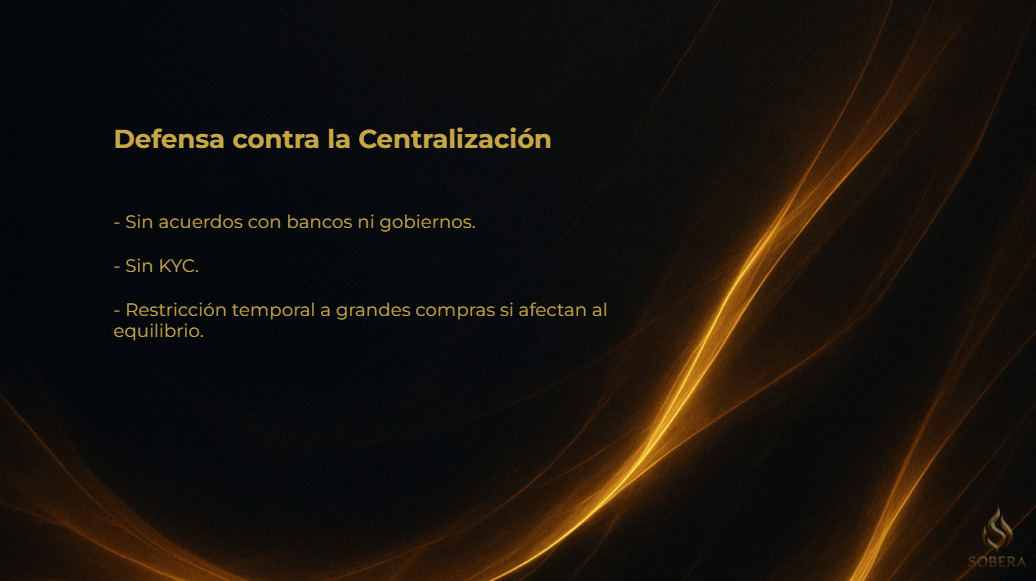 Defensa contra la Centralización
- Sin acuerdos con bancos ni gobiernos.
- Sin KYC.
- Restricción temporal a grandes compras si afectan al
equilibrio.
SOBERA